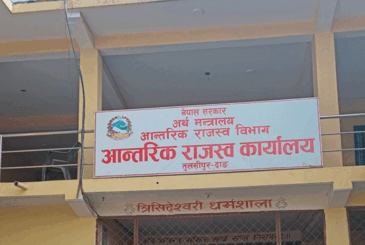 नेपाल सरकार
अर्थ मन्त्रालय
आन्तरिक राजस्व विभाग
आन्तरिक राजस्व कार्यालय
तुलसीपुर-दाङ
त्रिसिद्देश्वरी धर्मशाला